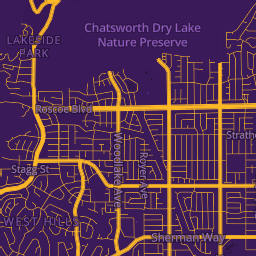 Chatsworth Dry Lake
Nature Preserve
LAKESIDE
PARK
Roscoe Blvd
Strathe
Woodlake Ave
Royer Ave
Stagg St
WEST HILLS
Sherman Way